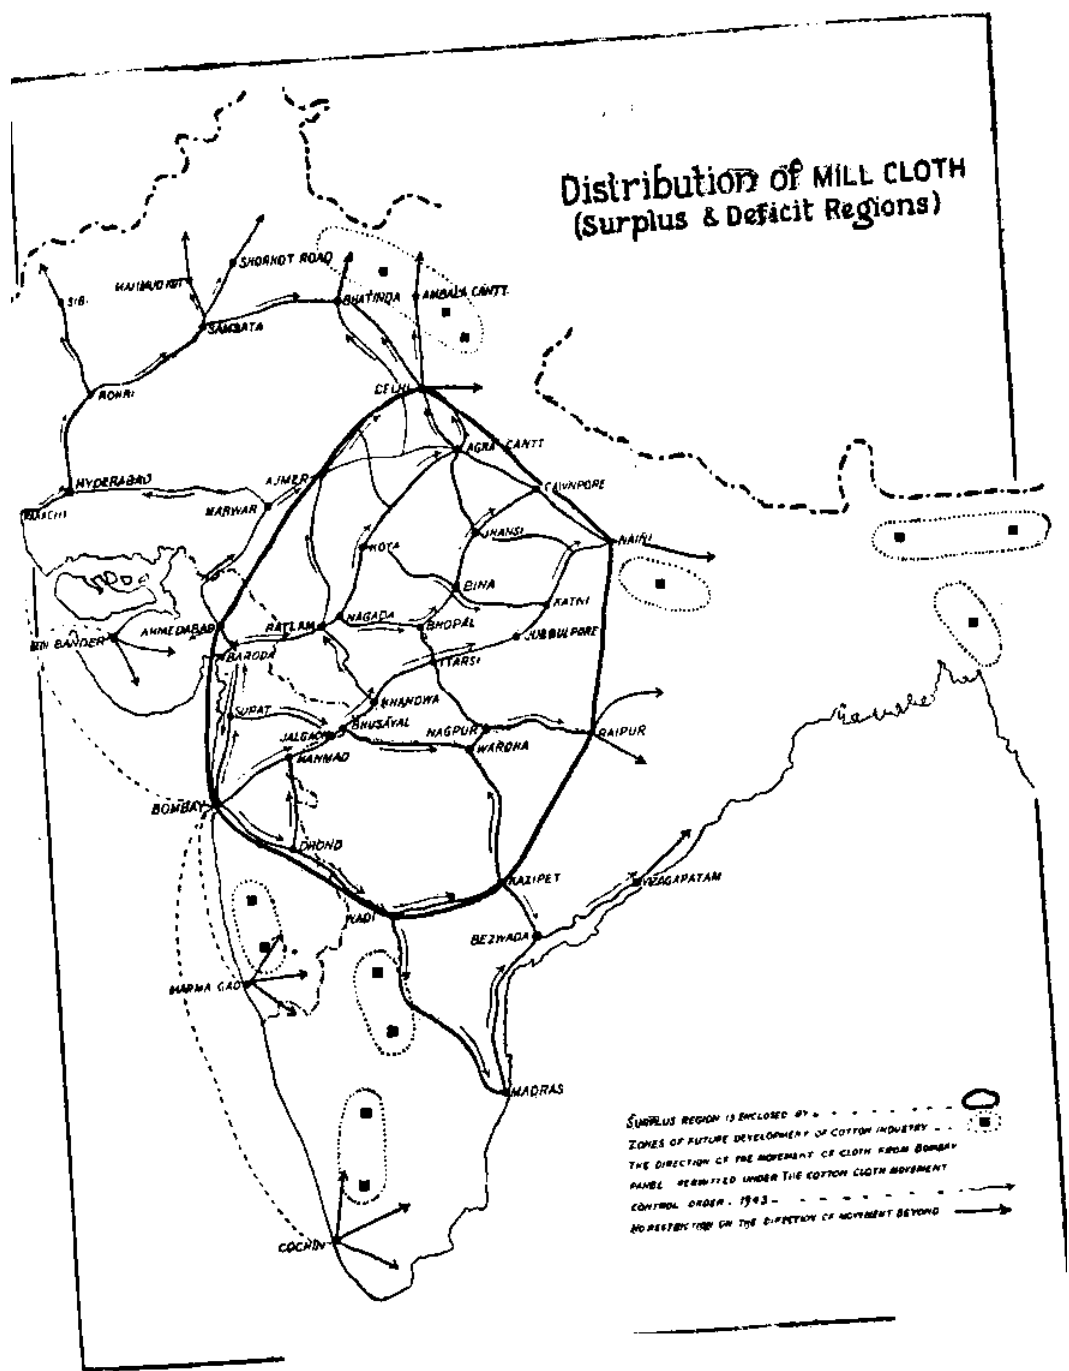 Distribution of MILL CLOTH
(Surplus & Deficit Regions)
SHORKOT ROAD
BHATINDA
AMBALA CANTT.
SAMSATA
ROHRI
DELHI
AGRA CANTT
HYDERABAD
AJMER
CAWNPORE
MARWAR
JHANSI
NAINI
KOTA
BINA
KATNI
NAGADA
AHMEDABAD
RATLAM
BHOPAL
JUBBULPORE
BARODA
ITARSI
KHANDWA
SURAT
BHUSAVAL
NAGPUR
RAIPUR
JALGAON
WARDHA
MANMAD
BOMBAY
DHOND
KAZIPET
VIZAGAPATAM
WADI
BEZWADA
MARMA GAO
MADRAS
COCHIN
SURPLUS REGION IS ENCLOSED BY
ZONES OF FUTURE DEVELOPMENT OF COTTON INDUSTRY
THE DIRECTION OF THE MOVEMENT OF CLOTH FROM BOMBAY
PANEL PERMITTED UNDER THE COTTON CLOTH MOVEMENT
CONTROL ORDER. 1943
NO RESTRICTION ON THE DIRECTION OF MOVEMENT BEYOND